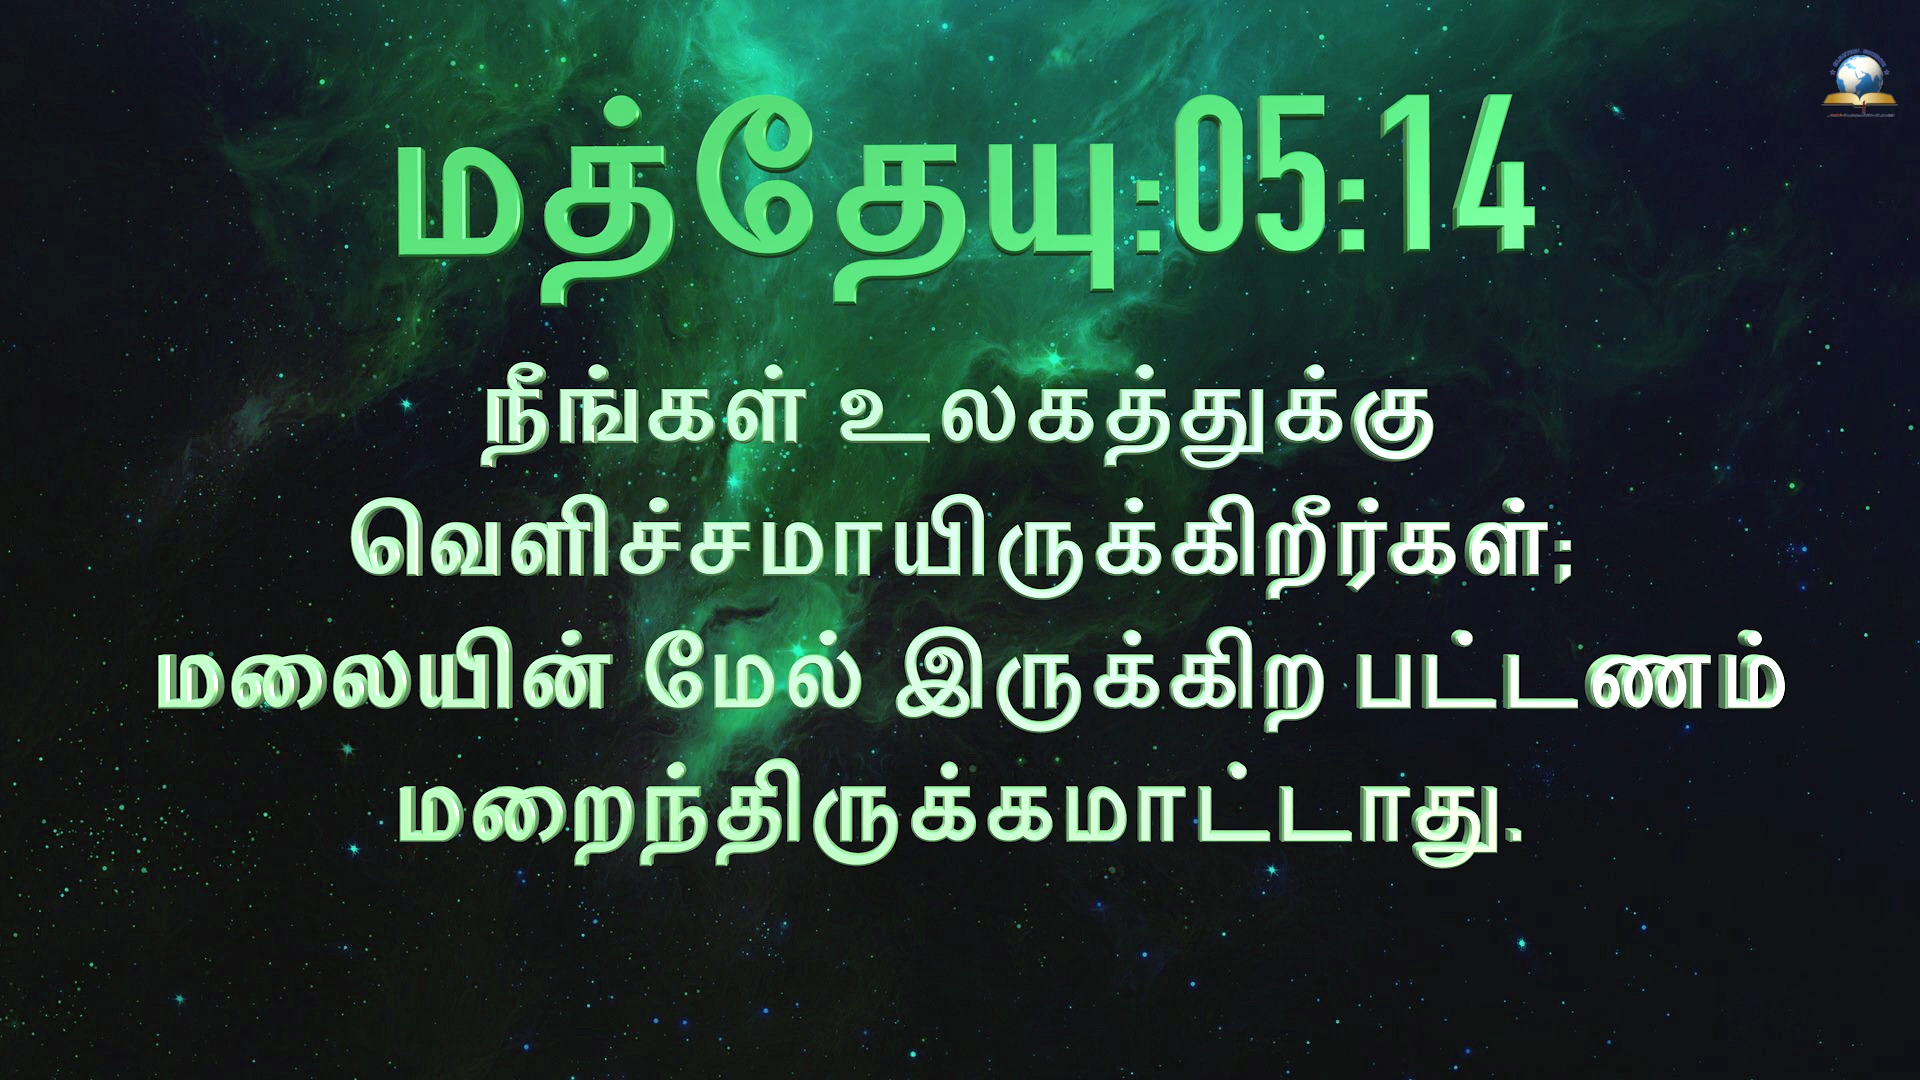 மத்தேயு:05:14
நீங்கள் உலகத்துக்கு
வெளிச்சமாயிருக்கிறீர்கள்;
மலையின் மேல் இருக்கிற பட்டணம்
மறைந்திருக்கமாட்டாது.